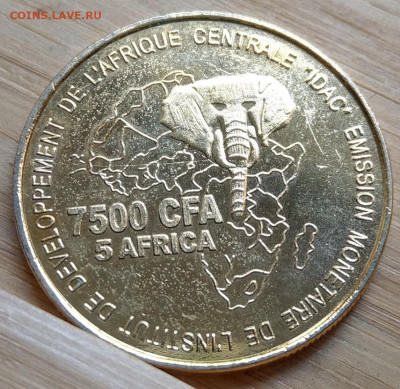 COINS.LAVE.RU
EMISSION MONETAIRE DE L'INSTITUT DE DEVELOPPEMENT DE L'AFRIQUE CENTRALE "IDAC"
7500 CFA
5 AFRICA